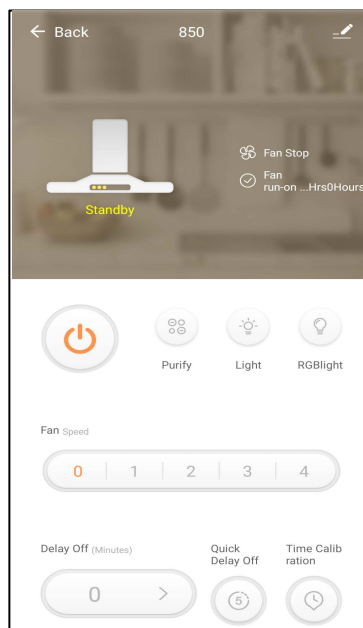 Back
850
Fan Stop
Fan
run-on ...Hrs0Hours
Standby
Purify
Light
RGBlight
Fan Speed
0 1 2 3 4
Delay Off (Minutes)
Quick
Delay Off
Time Calib
ration
0
5